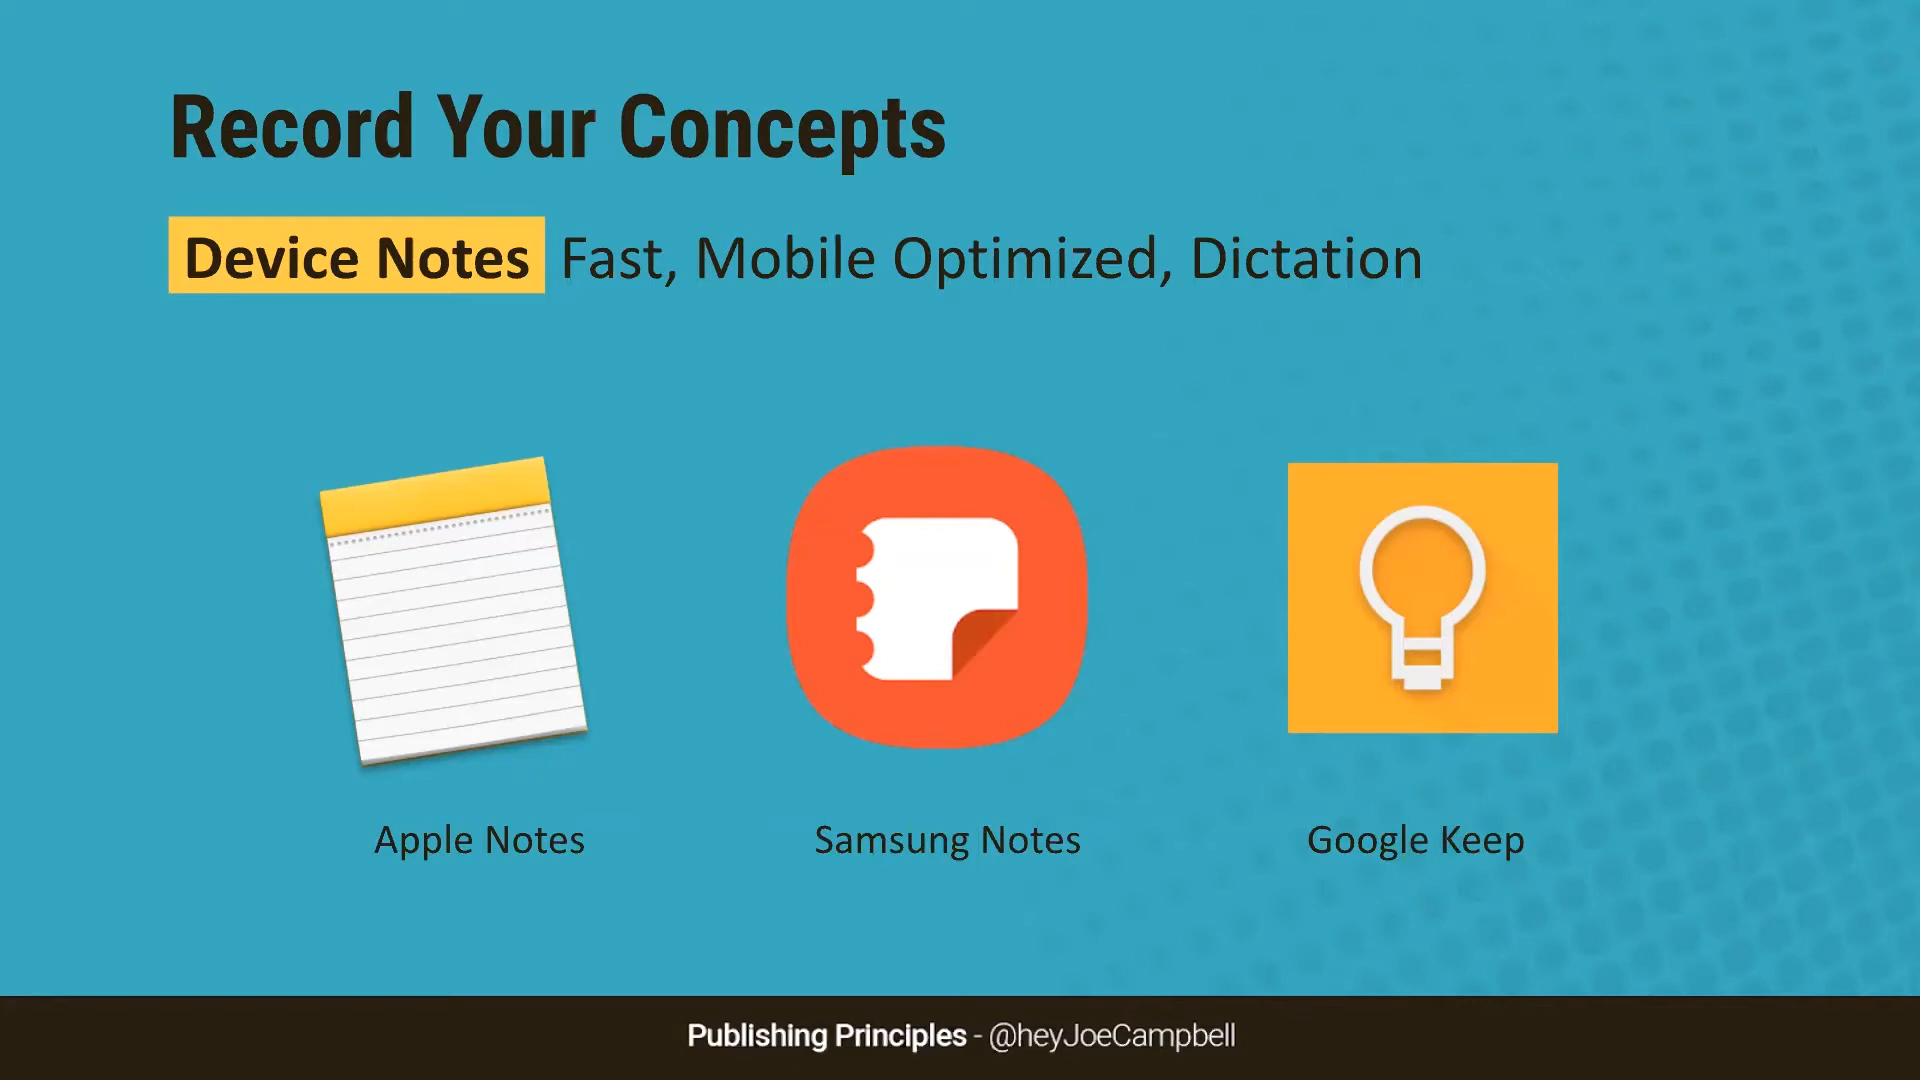 Record Your Concepts
Device Notes Fast, Mobile Optimized, Dictation
Apple Notes
Samsung Notes
Google Keep
Publishing Principles - @heyJoeCampbell